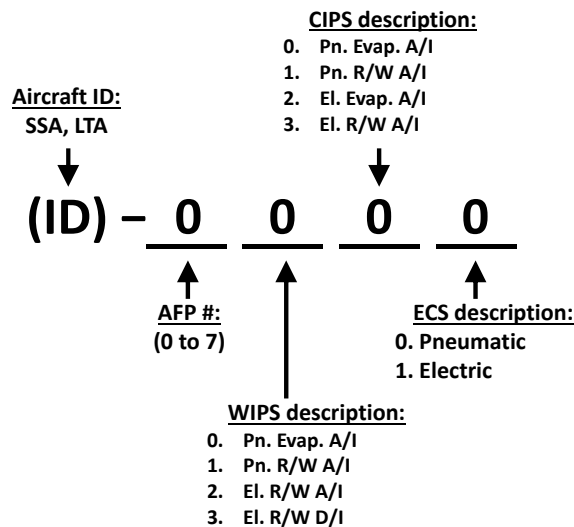 CIPS description:
0. Pn. Evap. A/I
1. Pn. R/W A/I
2. El. Evap. A/I
3. El. R/W A/I
Aircraft ID:
SSA, LTA
(ID) – 0 0 0 0
AFP #:
(0 to 7)
ECS description:
0. Pneumatic
1. Electric
WIPS description:
0. Pn. Evap. A/I
1. Pn. R/W A/I
2. El. R/W A/I
3. El. R/W D/I